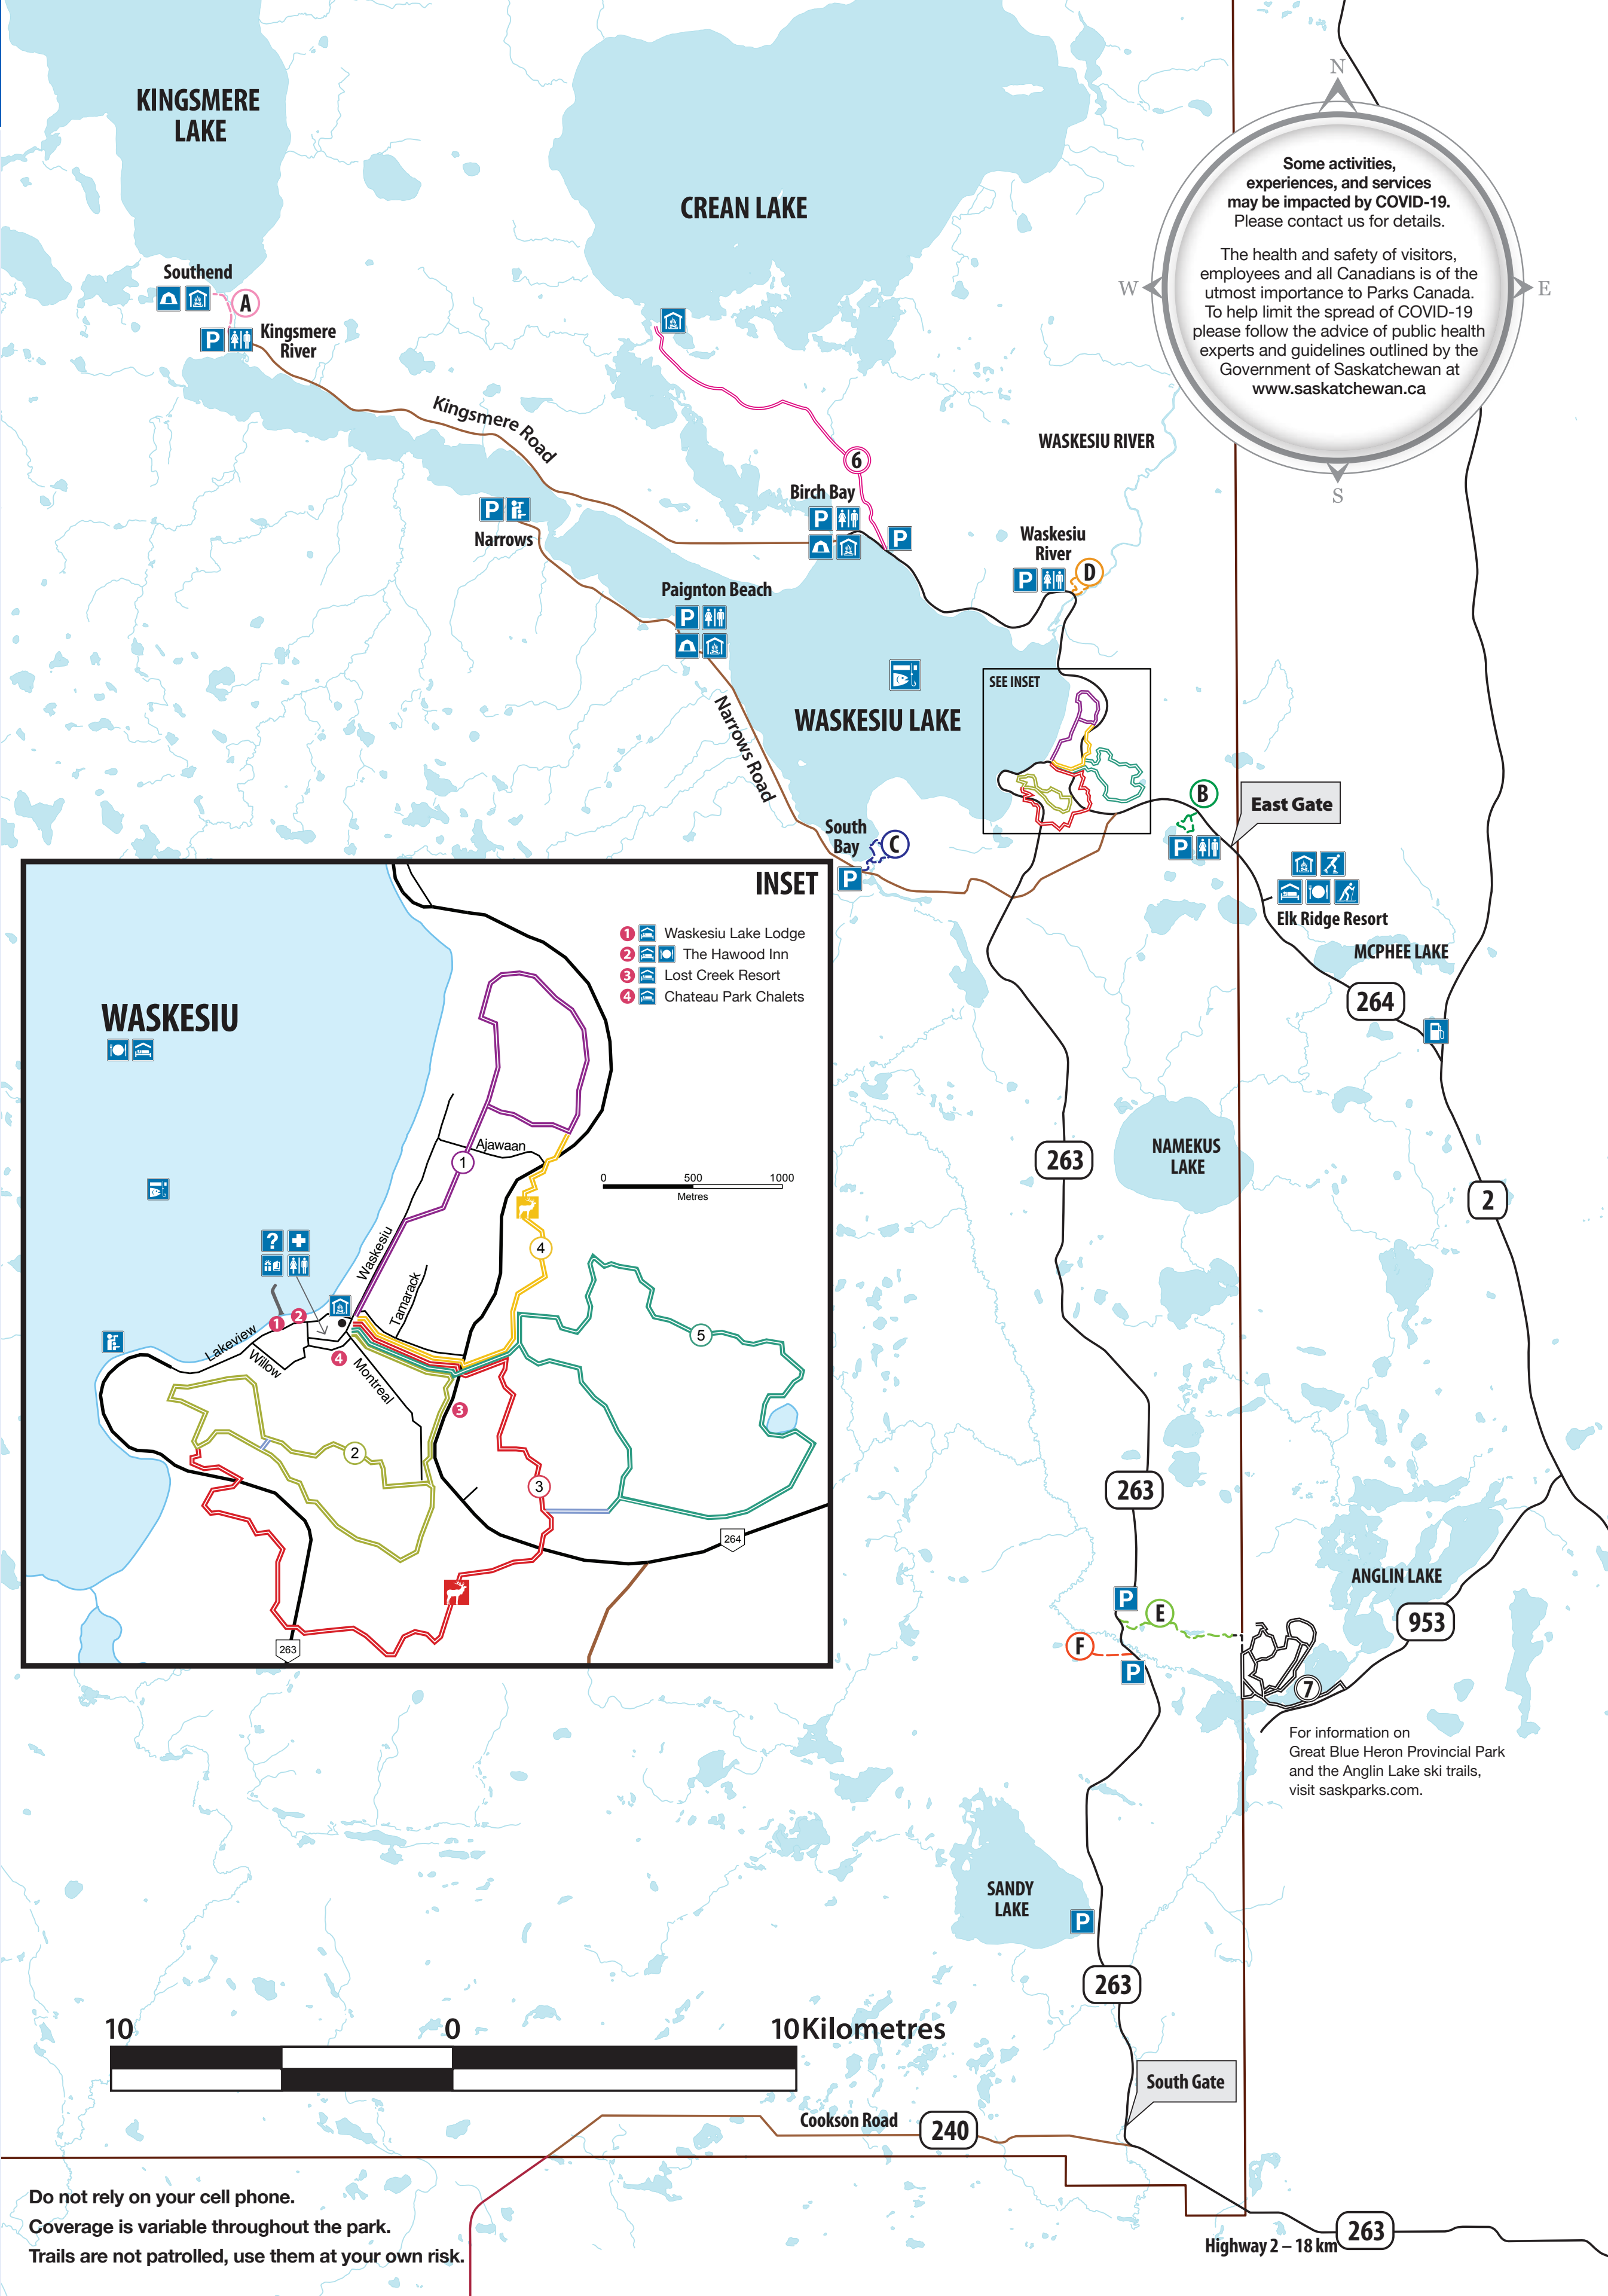 KINGSMERE
LAKE
CREAN LAKE
N
W
E
S
Some activities,
experiences, and services
may be impacted by COVID-19.
Please contact us for details.
The health and safety of visitors,
employees and all Canadians is of the
utmost importance to Parks Canada.
To help limit the spread of COVID-19
please follow the advice of public health
experts and guidelines outlined by the
Government of Saskatchewan at
www.saskatchewan.ca
Southend
A
P
Kingsmere
River
Kingsmere Road
WASKESIU RIVER
6
Birch Bay
P
P
P
Narrows
Waskesiu
River
P
D
Paignton Beach
P
SEE INSET
WASKESIU LAKE
Narrows Road
B
East Gate
P
South
Bay
C
P
Elk Ridge Resort
MCPHEE LAKE
264
INSET
1 Waskesiu Lake Lodge
2 The Hawood Inn
3 Lost Creek Resort
4 Chateau Park Chalets
WASKESIU
Ajawaan
1
0 500 1000
Metres
4
?
Waskesiu
Tamarack
5
1
2
Lakeview
Willow
4
Montreal
3
2
3
264
263
263
NAMEKUS
LAKE
2
263
ANGLIN LAKE
P
E
953
F
P
7
For information on
Great Blue Heron Provincial Park
and the Anglin Lake ski trails,
visit saskparks.com.
SANDY
LAKE
P
263
10 0 10 Kilometres
South Gate
Cookson Road
240
Do not rely on your cell phone.
Coverage is variable throughout the park.
Trails are not patrolled, use them at your own risk.
Highway 2 – 18 km
263